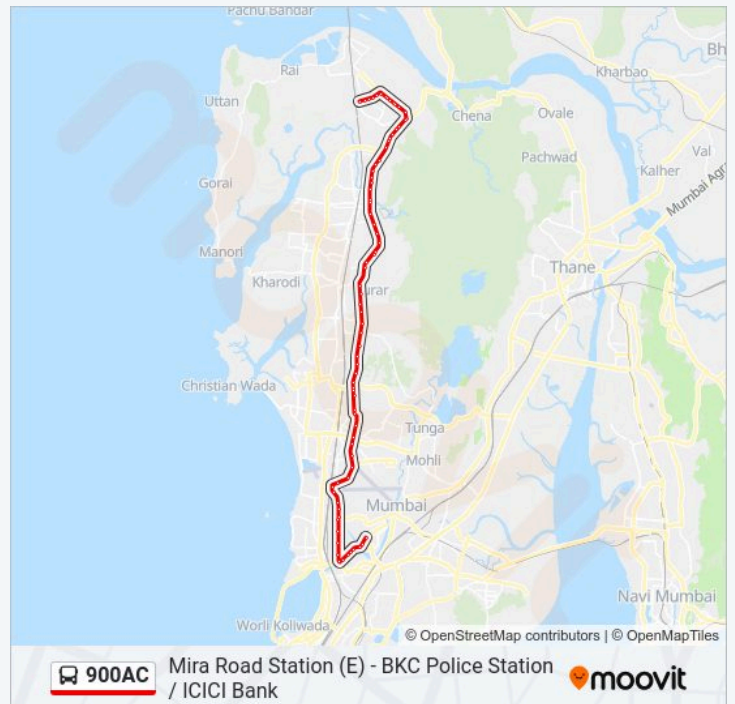 Pachu Bandar
Rai
Uttan
Chena
Kharbao
Bh
Ovale
Pachwad
Val
Kalher
Mumbai Agra
Gorai
Manori
Thane
Kharodi
urar
Christian Wada
Tunga
Mohli
Mumbai
Navi Mumbai
Worli Koliwada
© OpenStreetMap contributors | © OpenMapTiles
900AC
Mira Road Station (E) - BKC Police Station
/ ICICI Bank
moovit